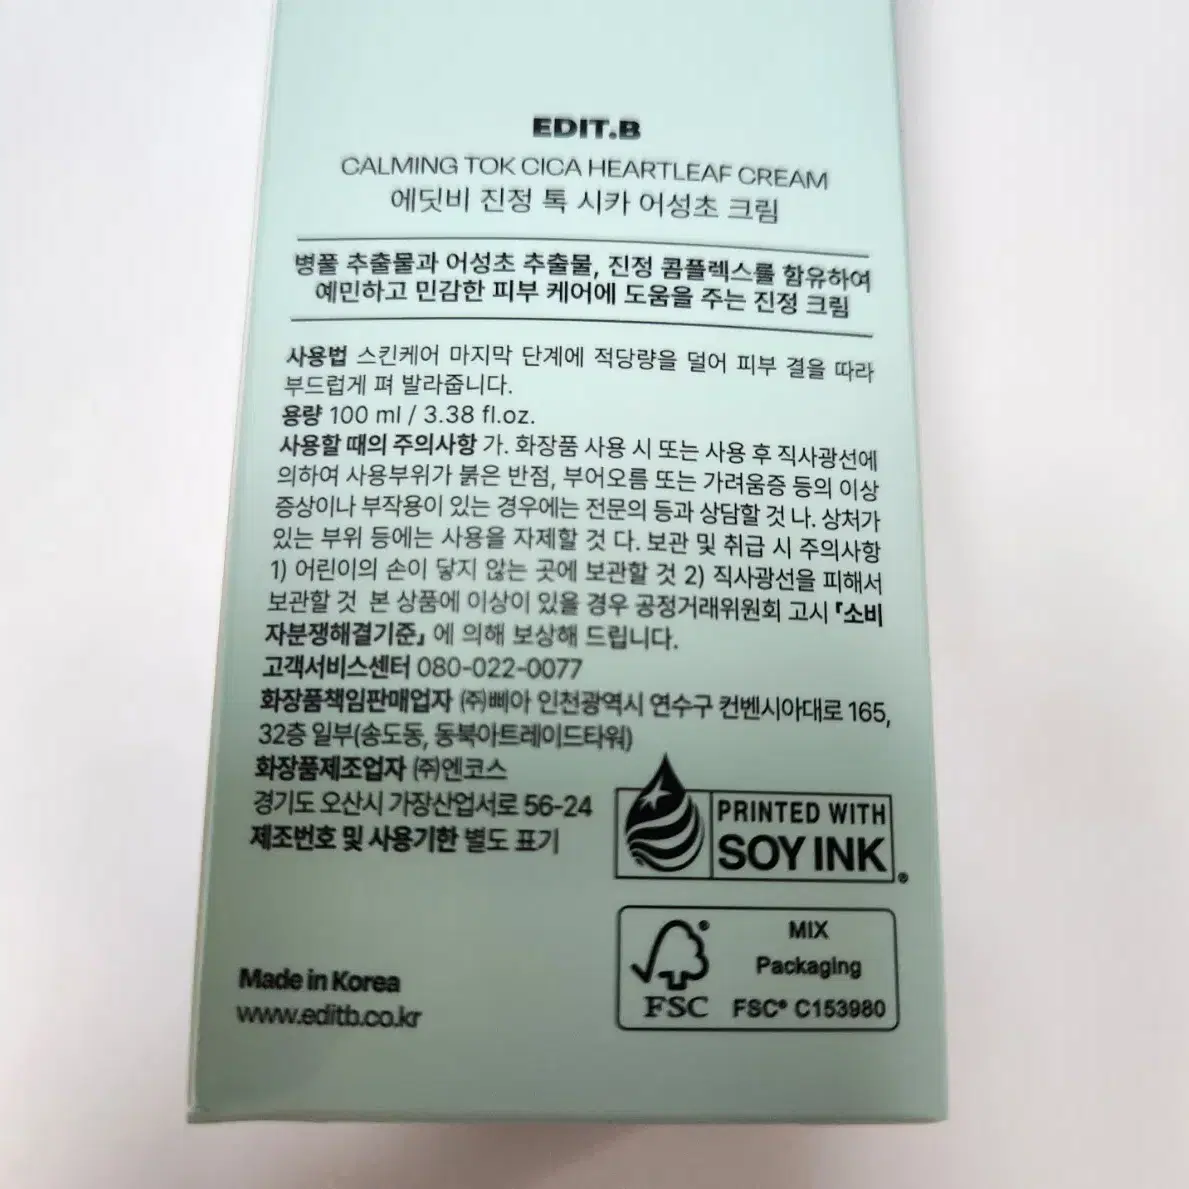 EDIT.B
CALMING TOK CICA HEARTLEAF CREAM
에딧비 진정 톡 시카 어성초 크림
병풀 추출물과 어성초 추출물, 진정 콤플렉스를 함유하여
예민하고 민감한 피부 케어에 도움을 주는 진정 크림
사용법 스킨케어 마지막 단계에 적당량을 덜어 피부 결을 따라
부드럽게 펴 발라줍니다.
용량 100 ml / 3.38 fl.oz.
사용할 때의 주의사항 가. 화장품 사용 시 또는 사용 후 직사광선에
의하여 사용부위가 붉은 반점, 부어오름 또는 가려움증 등의 이상
증상이나 부작용이 있는 경우에는 전문의 등과 상담할 것 나. 상처가
있는 부위 등에는 사용을 자제할 것 다. 보관 및 취급 시 주의사항
1) 어린이의 손이 닿지 않는 곳에 보관할 것 2) 직사광선을 피해서
보관할 것 본 상품에 이상이 있을 경우 공정거래위원회 고시 『소비
자분쟁해결기준』에 의해 보상해 드립니다.
고객서비스센터 080-022-0077
화장품책임판매업자 ㈜삐아 인천광역시 연수구 컨벤시아대로 165,
32층 일부(송도동, 동북아트레이드타워)
화장품제조업자 ㈜엔코스
경기도 오산시 가장산업서로 56-24
제조번호 및 사용기한 별도 표기
PRINTED WITH
SOY INK®
MIX
Packaging
FSC
FSC® C153980
Made in Korea
www.editb.co.kr